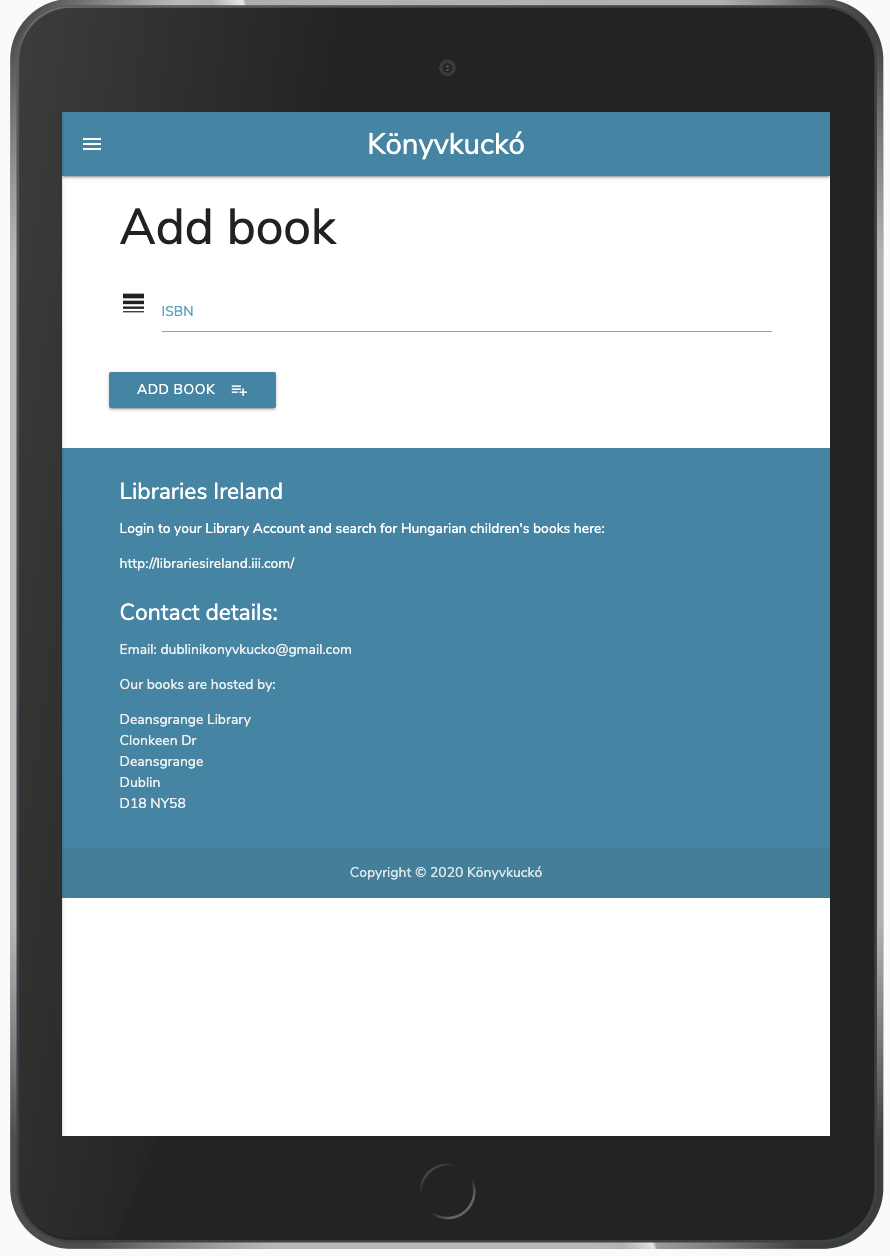 Könyvkuckó
Add book
ISBN
ADD BOOK
Libraries Ireland
Login to your Library Account and search for Hungarian children's books here:
http://librariesireland.iii.com/
Contact details:
Email: dublinikonyvkucko@gmail.com
Our books are hosted by:
Deansgrange Library
Clonkeen Dr
Deansgrange
Dublin
D18 NY58
Copyright © 2020 Könyvkuckó